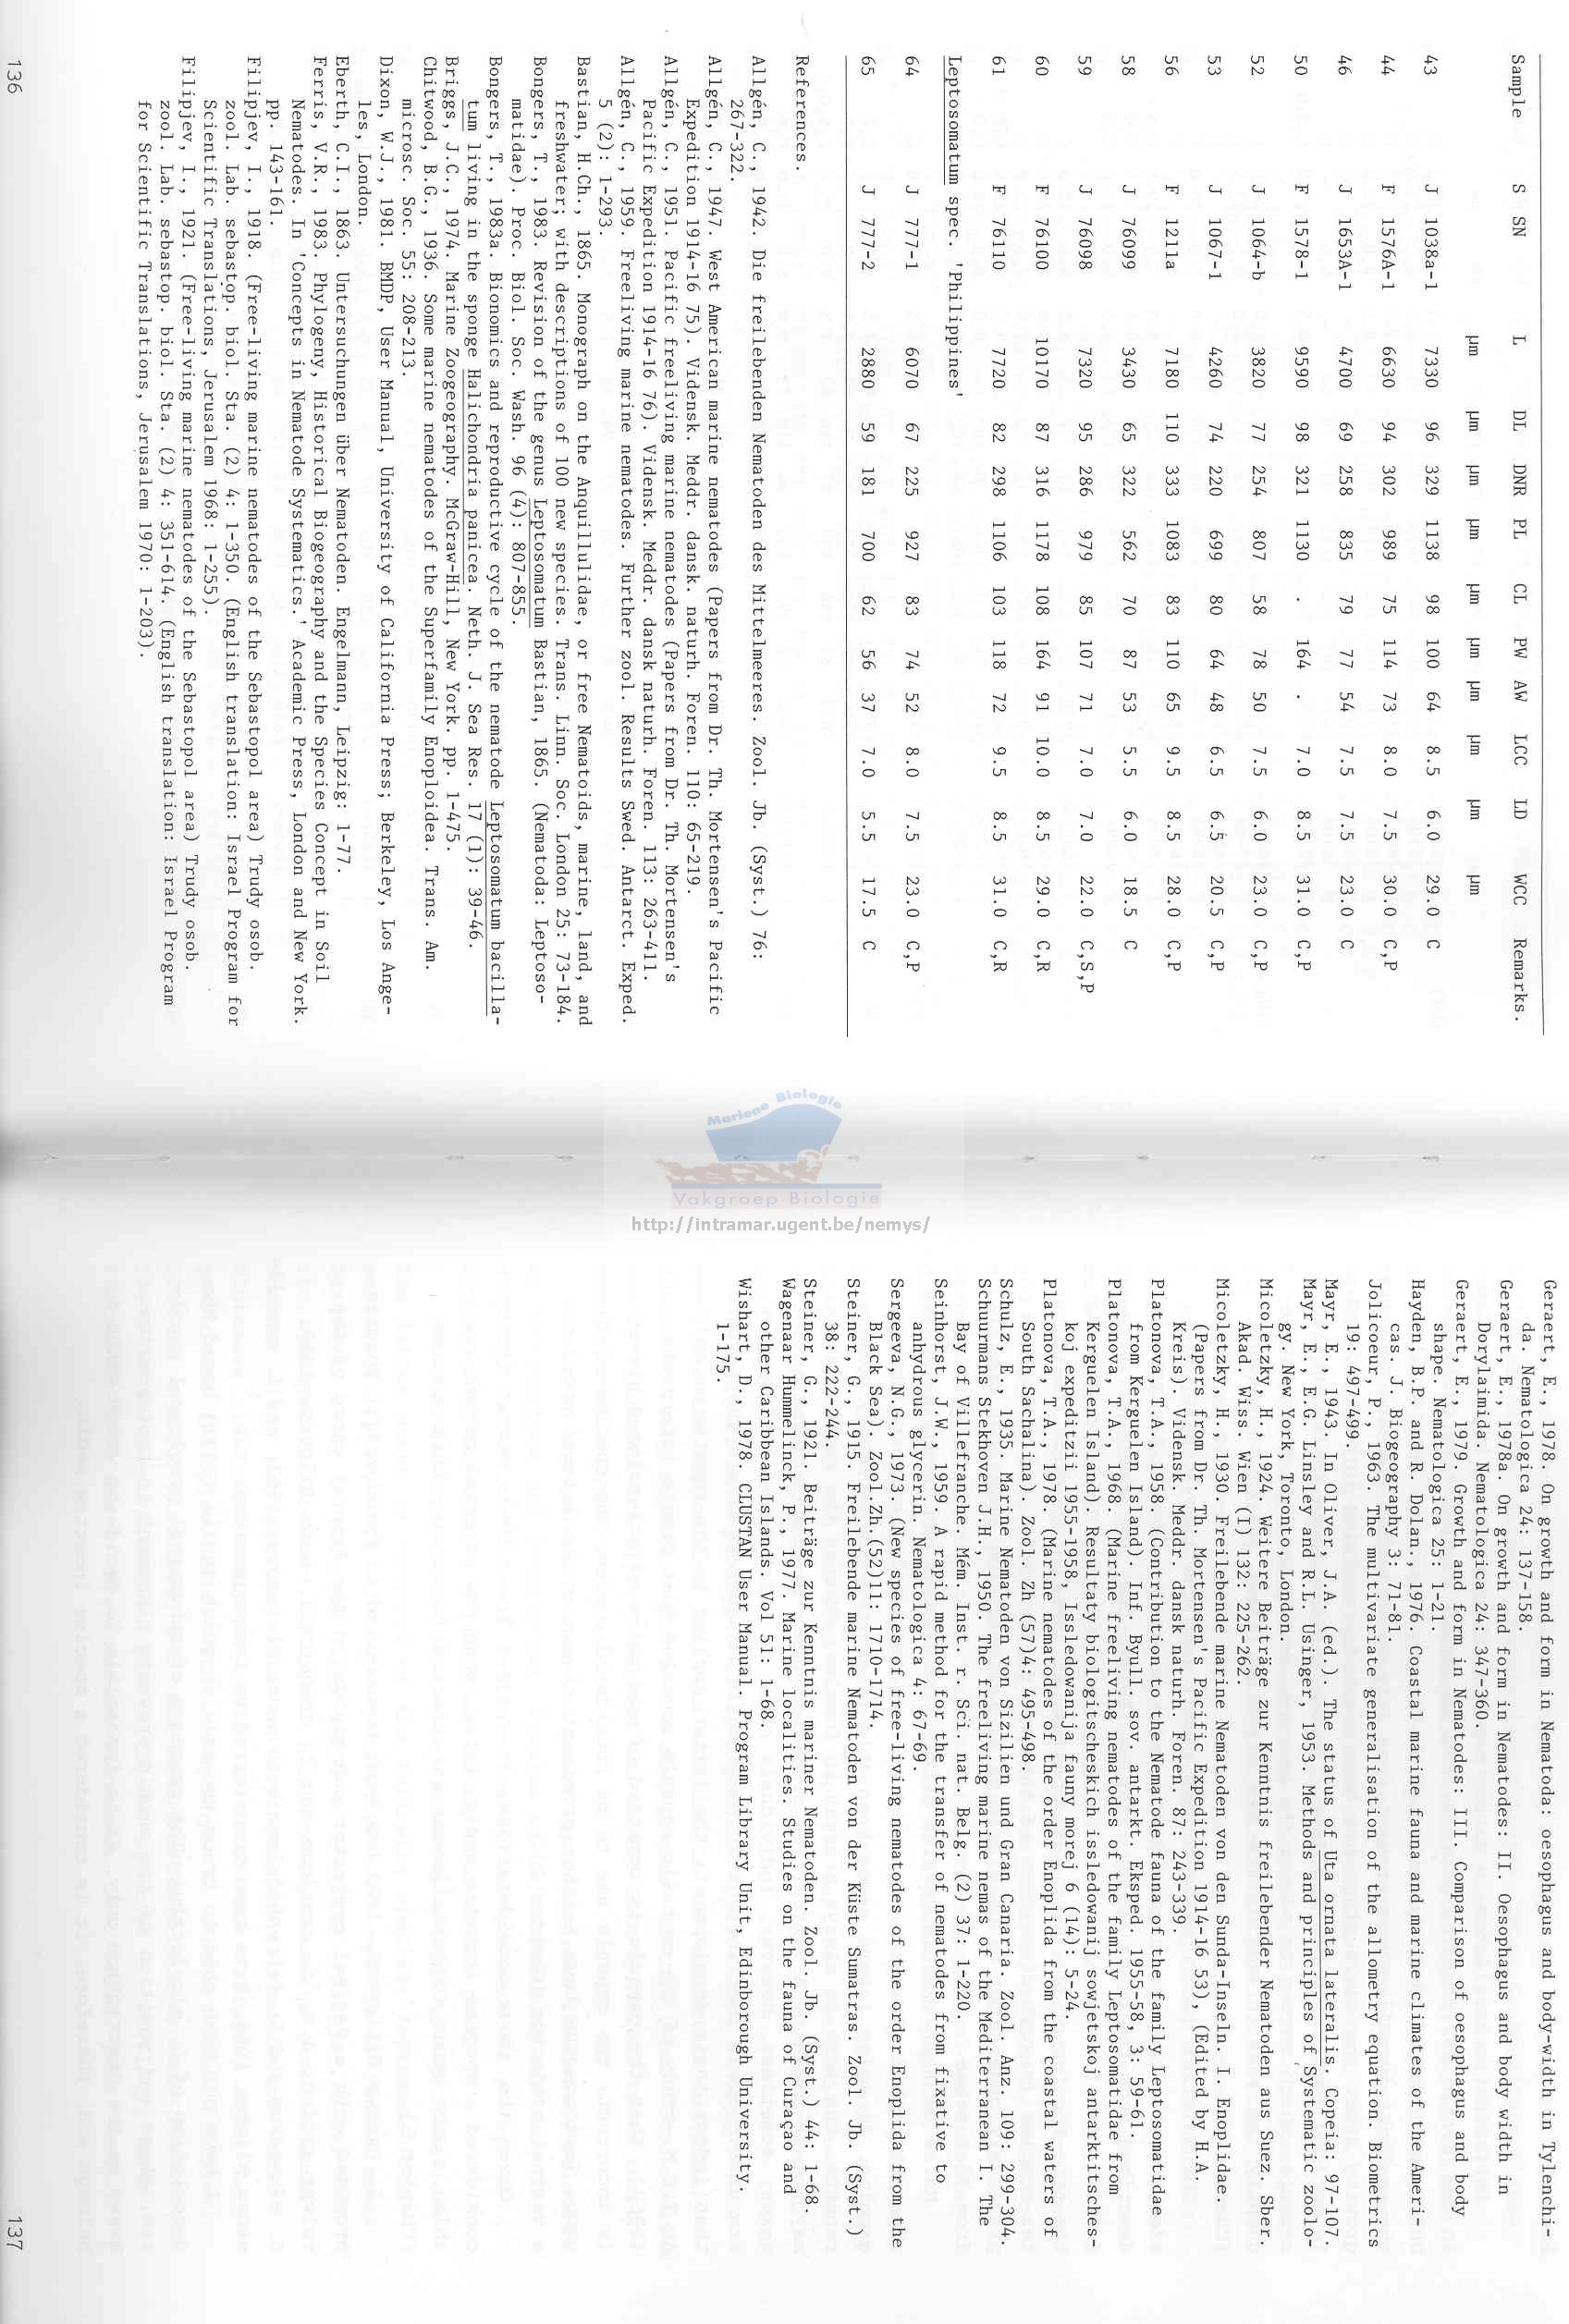 Sample S SN L DL DNR PL CL PW AW LCC LD WCC Remarks.
µm µm µm µm µm µm µm µm µm µm
43 J 1038a-1 7330 96 329 1138 98 100 64 8.5 6.0 29.0 C
44 F 1576A-1 6630 94 302 989 75 114 73 8.0 7.5 30.0 C,P
46 J 1653A-1 4700 69 258 835 79 77 54 7.5 7.5 23.0 C
50 F 1578-1 9590 98 321 1130 . 164 . 7.0 8.5 31.0 C,P
52 J 1064-b 3820 77 254 807 58 78 50 7.5 6.0 23.0 C,P
53 J 1067-1 4260 74 220 699 80 64 48 6.5 6.5 20.5 C,P
56 F 1211a 7180 110 333 1083 83 110 65 9.5 8.5 28.0 C,P
58 J 76099 3430 65 322 562 70 87 53 5.5 6.0 18.5 C
59 J 76098 7320 95 286 979 85 107 71 7.0 7.0 22.0 C,S,P
60 F 76100 10170 87 316 1178 108 164 91 10.0 8.5 29.0 C,R
61 F 76110 7720 82 298 1106 103 118 72 9.5 8.5 31.0 C,R
Leptosomatum spec. 'Philippines'
64 J 777-1 6070 67 225 927 83 74 52 8.0 7.5 23.0 C,P
65 J 777-2 2880 59 181 700 62 56 37 7.0 5.5 17.5 C
References.
Allgén, C., 1942. Die freilebenden Nematoden des Mittelmeeres. Zool. Jb. (Syst.) 76:
267-322.
Allgén, C., 1947. West American marine nematodes (Papers from Dr. Th. Mortensen's Pacific
Expedition 1914-16 75). Vidensk. Meddr. dansk. naturh. Foren. 110: 65-219.
Allgén, C., 1951. Pacific freeliving marine nematodes (Papers from Dr. Th. Mortensen's
Pacific Expedition 1914-16 76). Vidensk. Meddr. dansk naturh. Foren. 113: 263-411.
Allgén, C., 1959. Freeliving marine nematodes. Further zool. Results Swed. Antarct. Exped.
5 (2): 1-293.
Bastian, H.Ch., 1865. Monograph on the Anquillulidae, or free Nematoids, marine, land, and
freshwater; with descriptions of 100 new species. Trans. Linn. Soc. London 25: 73-184.
Bongers, T., 1983. Revision of the genus Leptosomatum Bastian, 1865. (Nematoda: Leptoso-
matidae). Proc. Biol. Soc. Wash. 96 (4): 807-855.
Bongers, T., 1983a. Bionomics and reproductive cycle of the nematode Leptosomatum bacilla-
tum living in the sponge Halichondria panicea. Neth. J. Sea Res. 17 (1): 39-46.
Briggs, J.C., 1974. Marine Zoogeography. McGraw-Hill, New York. pp. 1-475.
Chitwood, B.G., 1936. Some marine nematodes of the Superfamily Enoploidea. Trans. Am.
microsc. Soc. 55: 208-213.
Dixon, W.J., 1981. BMDP, User Manual, University of California Press; Berkeley, Los Ange-
les, London.
Eberth, C.I., 1863. Untersuchungen über Nematoden. Engelmann, Leipzig: 1-77.
Ferris, V.R., 1983. Phylogeny, Historical Biogeography and the Species Concept in Soil
Nematodes. In 'Concepts in Nematode Systematics.' Academic Press, London and New York.
pp. 143-161.
Filipjev, I., 1918. (Free-living marine nematodes of the Sebastopol area) Trudy osob.
zool. Lab. sebastop. biol. Sta. (2) 4: 1-350. (English translation: Israel Program for
Scientific Translations, Jerusalem 1968: 1-255).
Filipjev, I., 1921. (Free-living marine nematodes of the Sebastopol area) Trudy osob.
zool. Lab. sebastop. biol. Sta. (2) 4: 351-614. (English translation: Israel Program
for Scientific Translations, Jerusalem 1970: 1-203).
136
Mariene Biologie
Vakgroep Biologie
http://intramar.ugent.be/nemys/
Geraert, E., 1978. On growth and form in Nematoda: oesophagus and body-width in Tylenchi-
da. Nematologica 24: 137-158.
Geraert, E., 1978a. On growth and form in Nematodes: II. Oesophagus and body width in
Dorylaimida. Nematologica 24: 347-360.
Geraert, E., 1979. Growth and form in Nematodes: III. Comparison of oesophagus and body
shape. Nematologica 25: 1-21.
Hayden, B.P. and R. Dolan., 1976. Coastal marine fauna and marine climates of the Ameri-
cas. J. Biogeography 3: 71-81.
Jolicoeur, P., 1963. The multivariate generalisation of the allometry equation. Biometrics
19: 497-499.
Mayr, E., 1943. In Oliver, J.A. (ed.). The status of Uta ornata lateralis. Copeia: 97-107.
Mayr, E., E.G. Linsley and R.L. Usinger, 1953. Methods and principles of Systematic zoolo-
gy. New York, Toronto, London.
Micoletzky, H., 1924. Weitere Beiträge zur Kenntnis freilebender Nematoden aus Suez. Sber.
Akad. Wiss. Wien (I) 132: 225-262.
Micoletzky, H., 1930. Freilebende marine Nematoden von den Sunda-Inseln. I. Enoplidae.
(Papers from Dr. Th. Mortensen's Pacific Expedition 1914-16 53), (Edited by H.A.
Kreis). Vidensk. Meddr. dansk naturh. Foren. 87: 243-339.
Platonova, T.A., 1958. (Contribution to the Nematode fauna of the family Leptosomatidae
from Kerguelen Island). Inf. Byull. sov. antarkt. Eksped. 1955-58, 3: 59-61.
Platonova, T.A., 1968. (Marine freeliving nematodes of the family Leptosomatidae from
Kerguelen Island). Resultaty biologitscheskich issledowanij sowjetskoj antarktitsches-
koj expeditzii 1955-1958, Issledowanija fauny morej 6 (14): 5-24.
Platonova, T.A., 1978. (Marine nematodes of the order Enoplida from the coastal waters of
South Sachalina). Zool. Zh (57)4: 495-498.
Schulz, E., 1935. Marine Nematoden von Sizilien und Gran Canaria. Zool. Anz. 109: 299-304.
Schuurmans Stekhoven J.H., 1950. The freeliving marine nemas of the Mediterranean I. The
Bay of Villefranche. Mém. Inst. r. Sci. nat. Belg. (2) 37: 1-220.
Seinhorst, J.W., 1959. A rapid method for the transfer of nematodes from fixative to
anhydrous glycerin. Nematologica 4: 67-69.
Sergeeva, N.G., 1973. (New species of free-living nematodes of the order Enoplida from the
Black Sea). Zool.Zh.(52)11: 1710-1714.
Steiner, G., 1915. Freilebende marine Nematoden von der Küste Sumatras. Zool. Jb. (Syst.)
38: 222-244.
Steiner, G., 1921. Beiträge zur Kenntnis mariner Nematoden. Zool. Jb. (Syst.) 44: 1-68.
Wagenaar Hummelinck, P., 1977. Marine localities. Studies on the fauna of Curaçao and
other Caribbean Islands. Vol 51: 1-68.
Wishart, D., 1978. CLUSTAN User Manual. Program Library Unit, Edinborough University.
1-175.
137